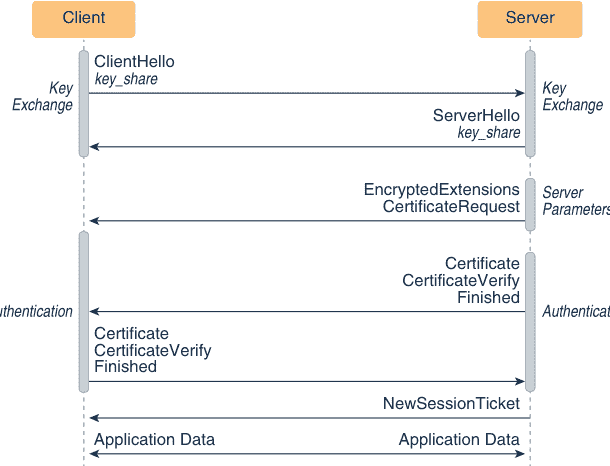 Client
Server
ClientHello
key_share
Key
Exchange
Key
Exchange
ServerHello
key_share
EncryptedExtensions
CertificateRequest
Server
Parameters
Certificate
CertificateVerify
Finished
uthentication
Authenticat
Certificate
CertificateVerify
Finished
NewSessionTicket
Application Data
Application Data